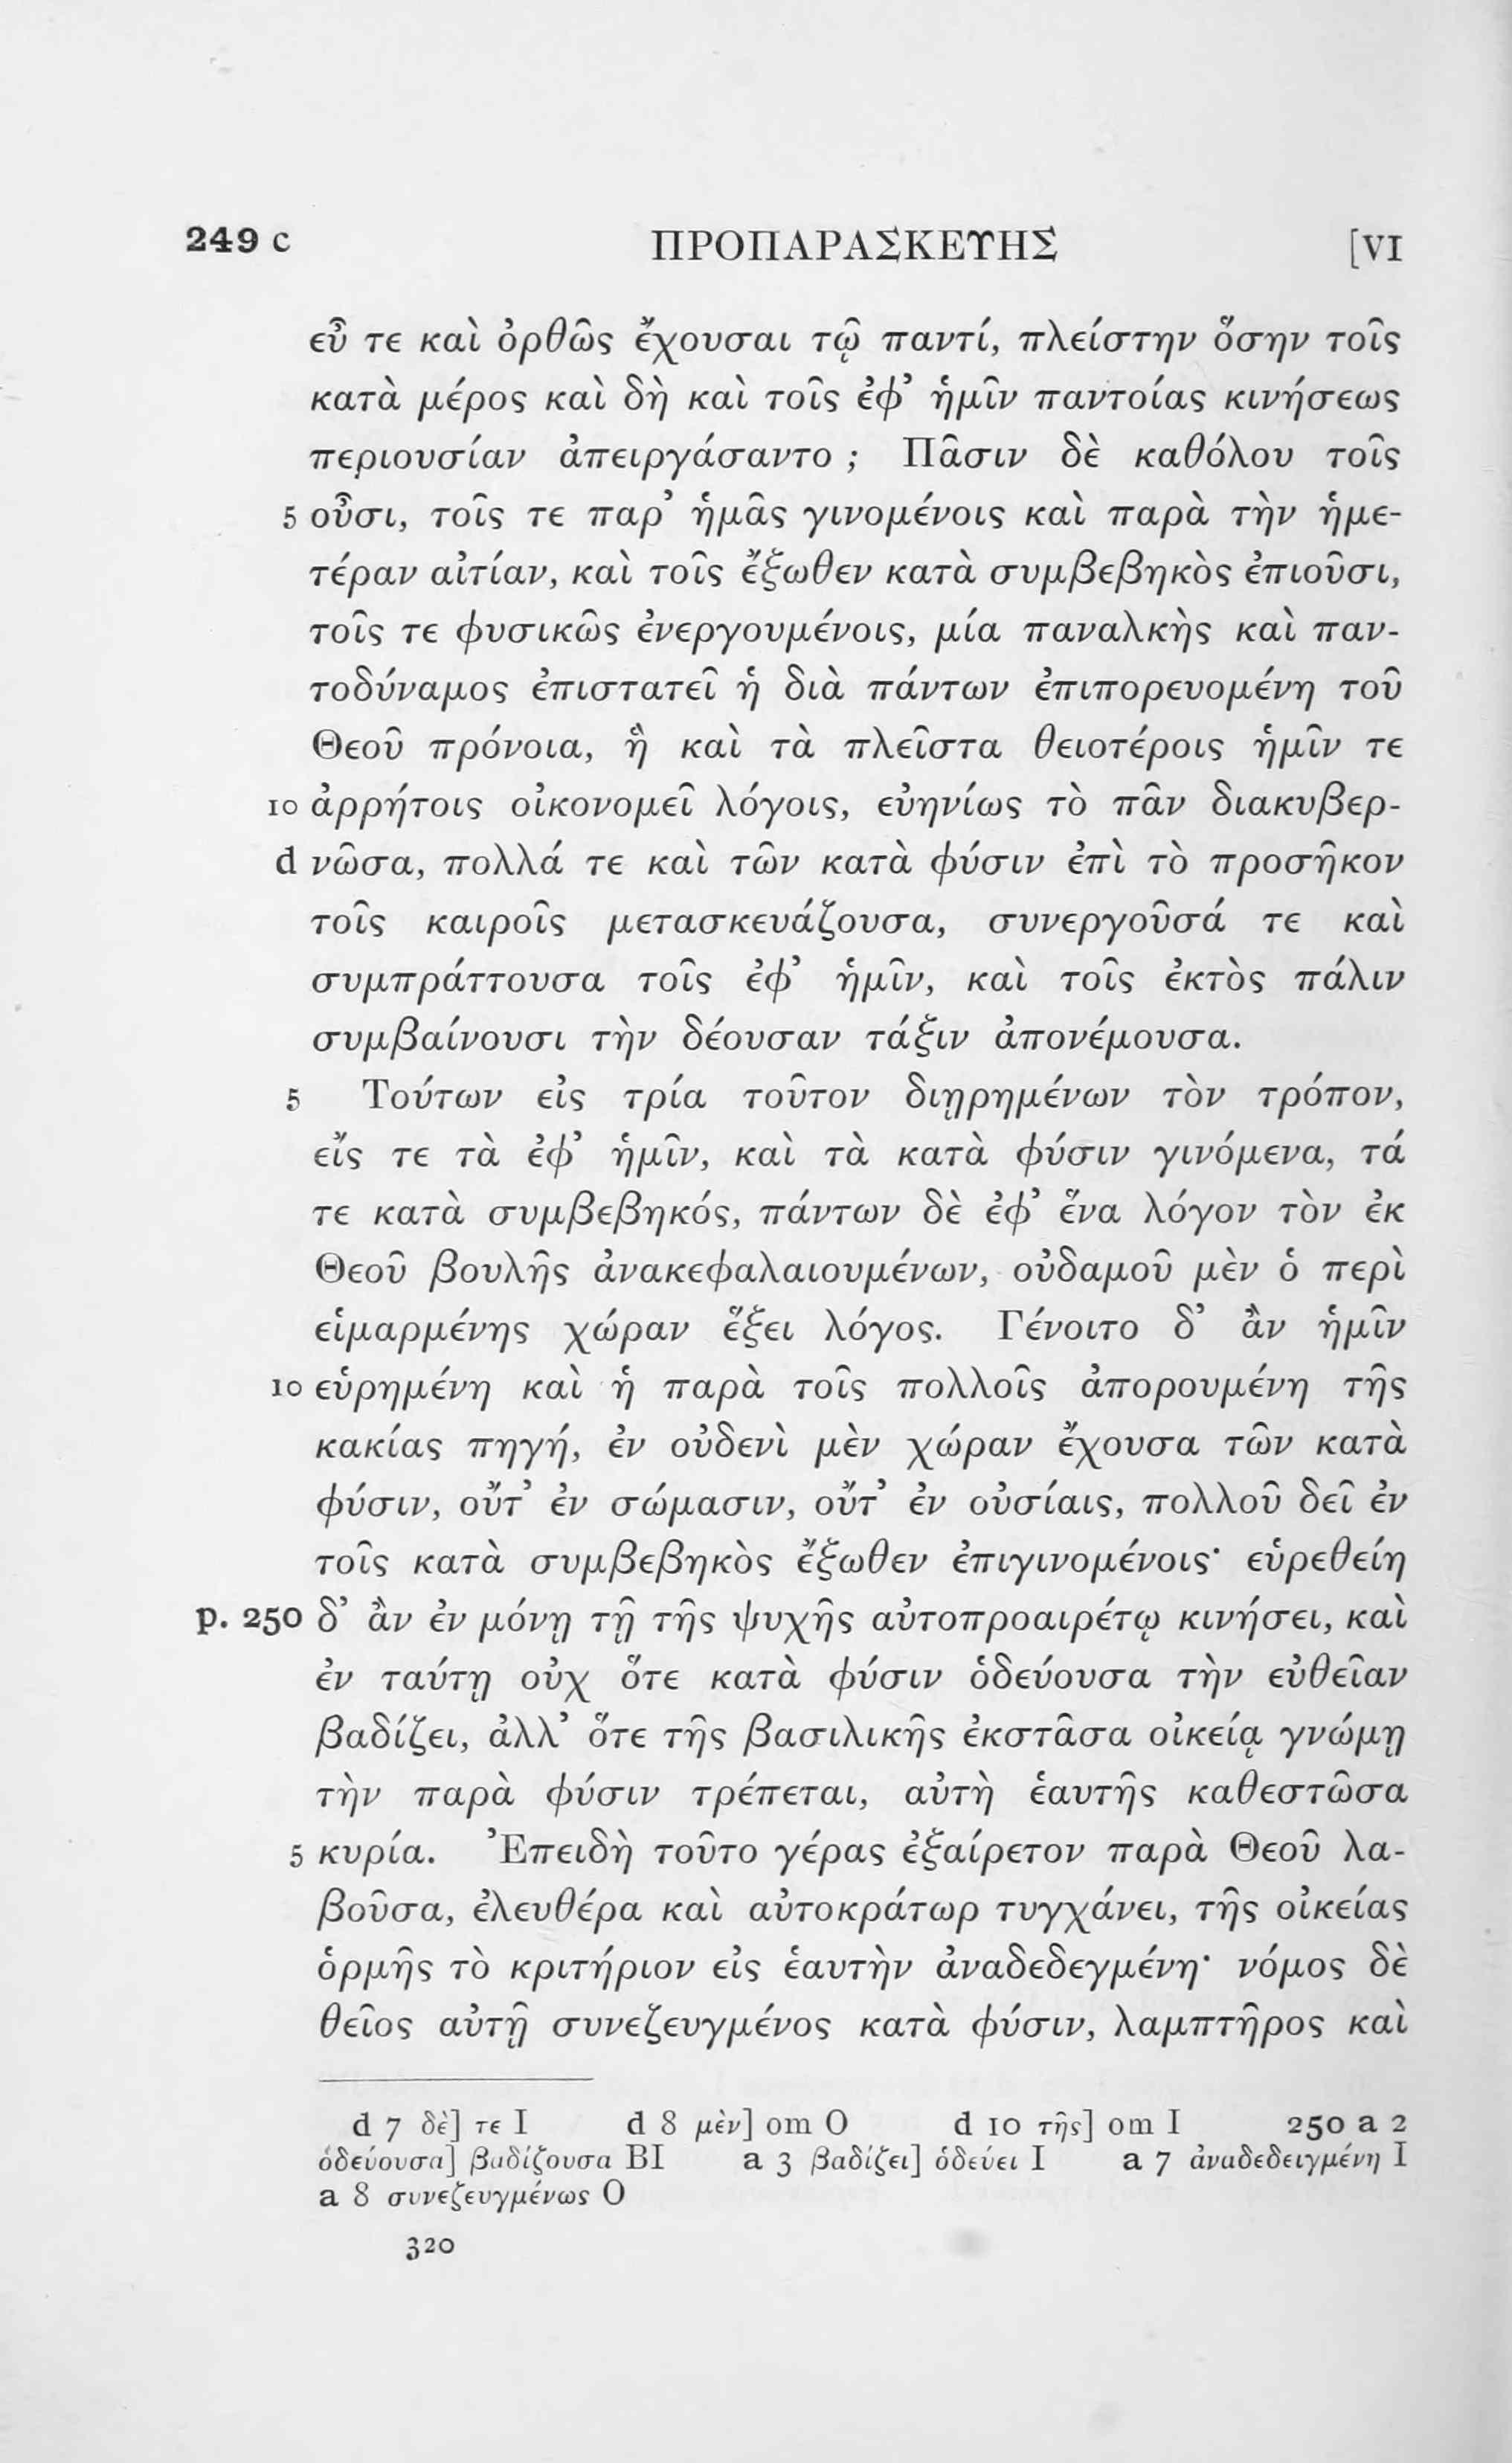 249 c ΠΡΟΠΑΡΑΣΚΕΥΗΣ [VI
εὖ τε καὶ ὀρθῶς ἔχουσαι τῷ παντί, πλείστην ὅσην τοῖς
κατὰ μέρος καὶ δὴ καὶ τοῖς ἐφ’ ἡμῖν παντοίας κινήσεως
περιουσίαν ἀπειργάσαντο ; Πᾶσιν δὲ καθόλου τοῖς
5 οὖσι, τοῖς τε παρ’ ἡμᾶς γινομένοις καὶ παρὰ τὴν ἡμε-
τέραν αἰτίαν, καὶ τοῖς ἔξωθεν κατὰ συμβεβηκὸς ἐπιοῦσι,
τοῖς τε φυσικῶς ἐνεργουμένοις, μία παναλκὴς καὶ παν-
τοδύναμος ἐπιστατεῖ ἡ διὰ πάντων ἐπιπορευομένη τοῦ
Θεοῦ πρόνοια, ἣ καὶ τὰ πλεῖστα θειοτέροις ἡμῖν τε
10 ἀρρήτοις οἰκονομεῖ λόγοις, εὐηνίως τὸ πᾶν διακυβερ-
d νῶσα, πολλά τε καὶ τῶν κατὰ φύσιν ἐπὶ τὸ προσῆκον
τοῖς καιροῖς μετασκευάζουσα, συνεργοῦσά τε καὶ
συμπράττουσα τοῖς ἐφ’ ἡμῖν, καὶ τοῖς ἐκτὸς πάλιν
συμβαίνουσι τὴν δέουσαν τάξιν ἀπονέμουσα.
5 Τούτων εἰς τρία τοῦτον διῃρημένων τὸν τρόπον,
εἴς τε τὰ ἐφ’ ἡμῖν, καὶ τὰ κατὰ φύσιν γινόμενα, τά
τε κατὰ συμβεβηκός, πάντων δὲ ἐφ’ ἕνα λόγον τὸν ἐκ
Θεοῦ βουλῆς ἀνακεφαλαιουμένων, οὐδαμοῦ μὲν ὁ περὶ
εἱμαρμένης χώραν ἕξει λόγος. Γένοιτο δ’ ἂν ἡμῖν
10 εὑρημένη καὶ ἡ παρὰ τοῖς πολλοῖς ἀπορουμένη τῆς
κακίας πηγή, ἐν οὐδενὶ μὲν χώραν ἔχουσα τῶν κατὰ
φύσιν, οὔτ’ ἐν σώμασιν, οὔτ’ ἐν οὐσίαις, πολλοῦ δεῖ ἐν
τοῖς κατὰ συμβεβηκὸς ἔξωθεν ἐπιγινομένοις· εὑρεθείη
p. 250 δ’ ἂν ἐν μόνῃ τῇ τῆς ψυχῆς αὐτοπροαιρέτῳ κινήσει, καὶ
ἐν ταύτῃ οὐχ ὅτε κατὰ φύσιν ὁδεύουσα τὴν εὐθεῖαν
βαδίζει, ἀλλ’ ὅτε τῆς βασιλικῆς ἐκστᾶσα οἰκείᾳ γνώμῃ
τὴν παρὰ φύσιν τρέπεται, αὐτὴ ἑαυτῆς καθεστῶσα
5 κυρία. Ἐπειδὴ τοῦτο γέρας ἐξαίρετον παρὰ Θεοῦ λα-
βοῦσα, ἐλευθέρα καὶ αὐτοκράτωρ τυγχάνει, τῆς οἰκείας
ὁρμῆς τὸ κριτήριον εἰς ἑαυτὴν ἀναδεδεγμένη· νόμος δὲ
θεῖος αὐτῇ συνεζευγμένος κατὰ φύσιν, λαμπτῆρος καὶ
d 7 δὲ] τε I d 8 μὲν] om O d 10 τῆς] om I 250 a 2
ὁδεύουσα] βαδίζουσα BI a 3 βαδίζει] ὁδεύει I a 7 ἀναδεδειγμένη I
a 8 συνεζευγμένως O
320